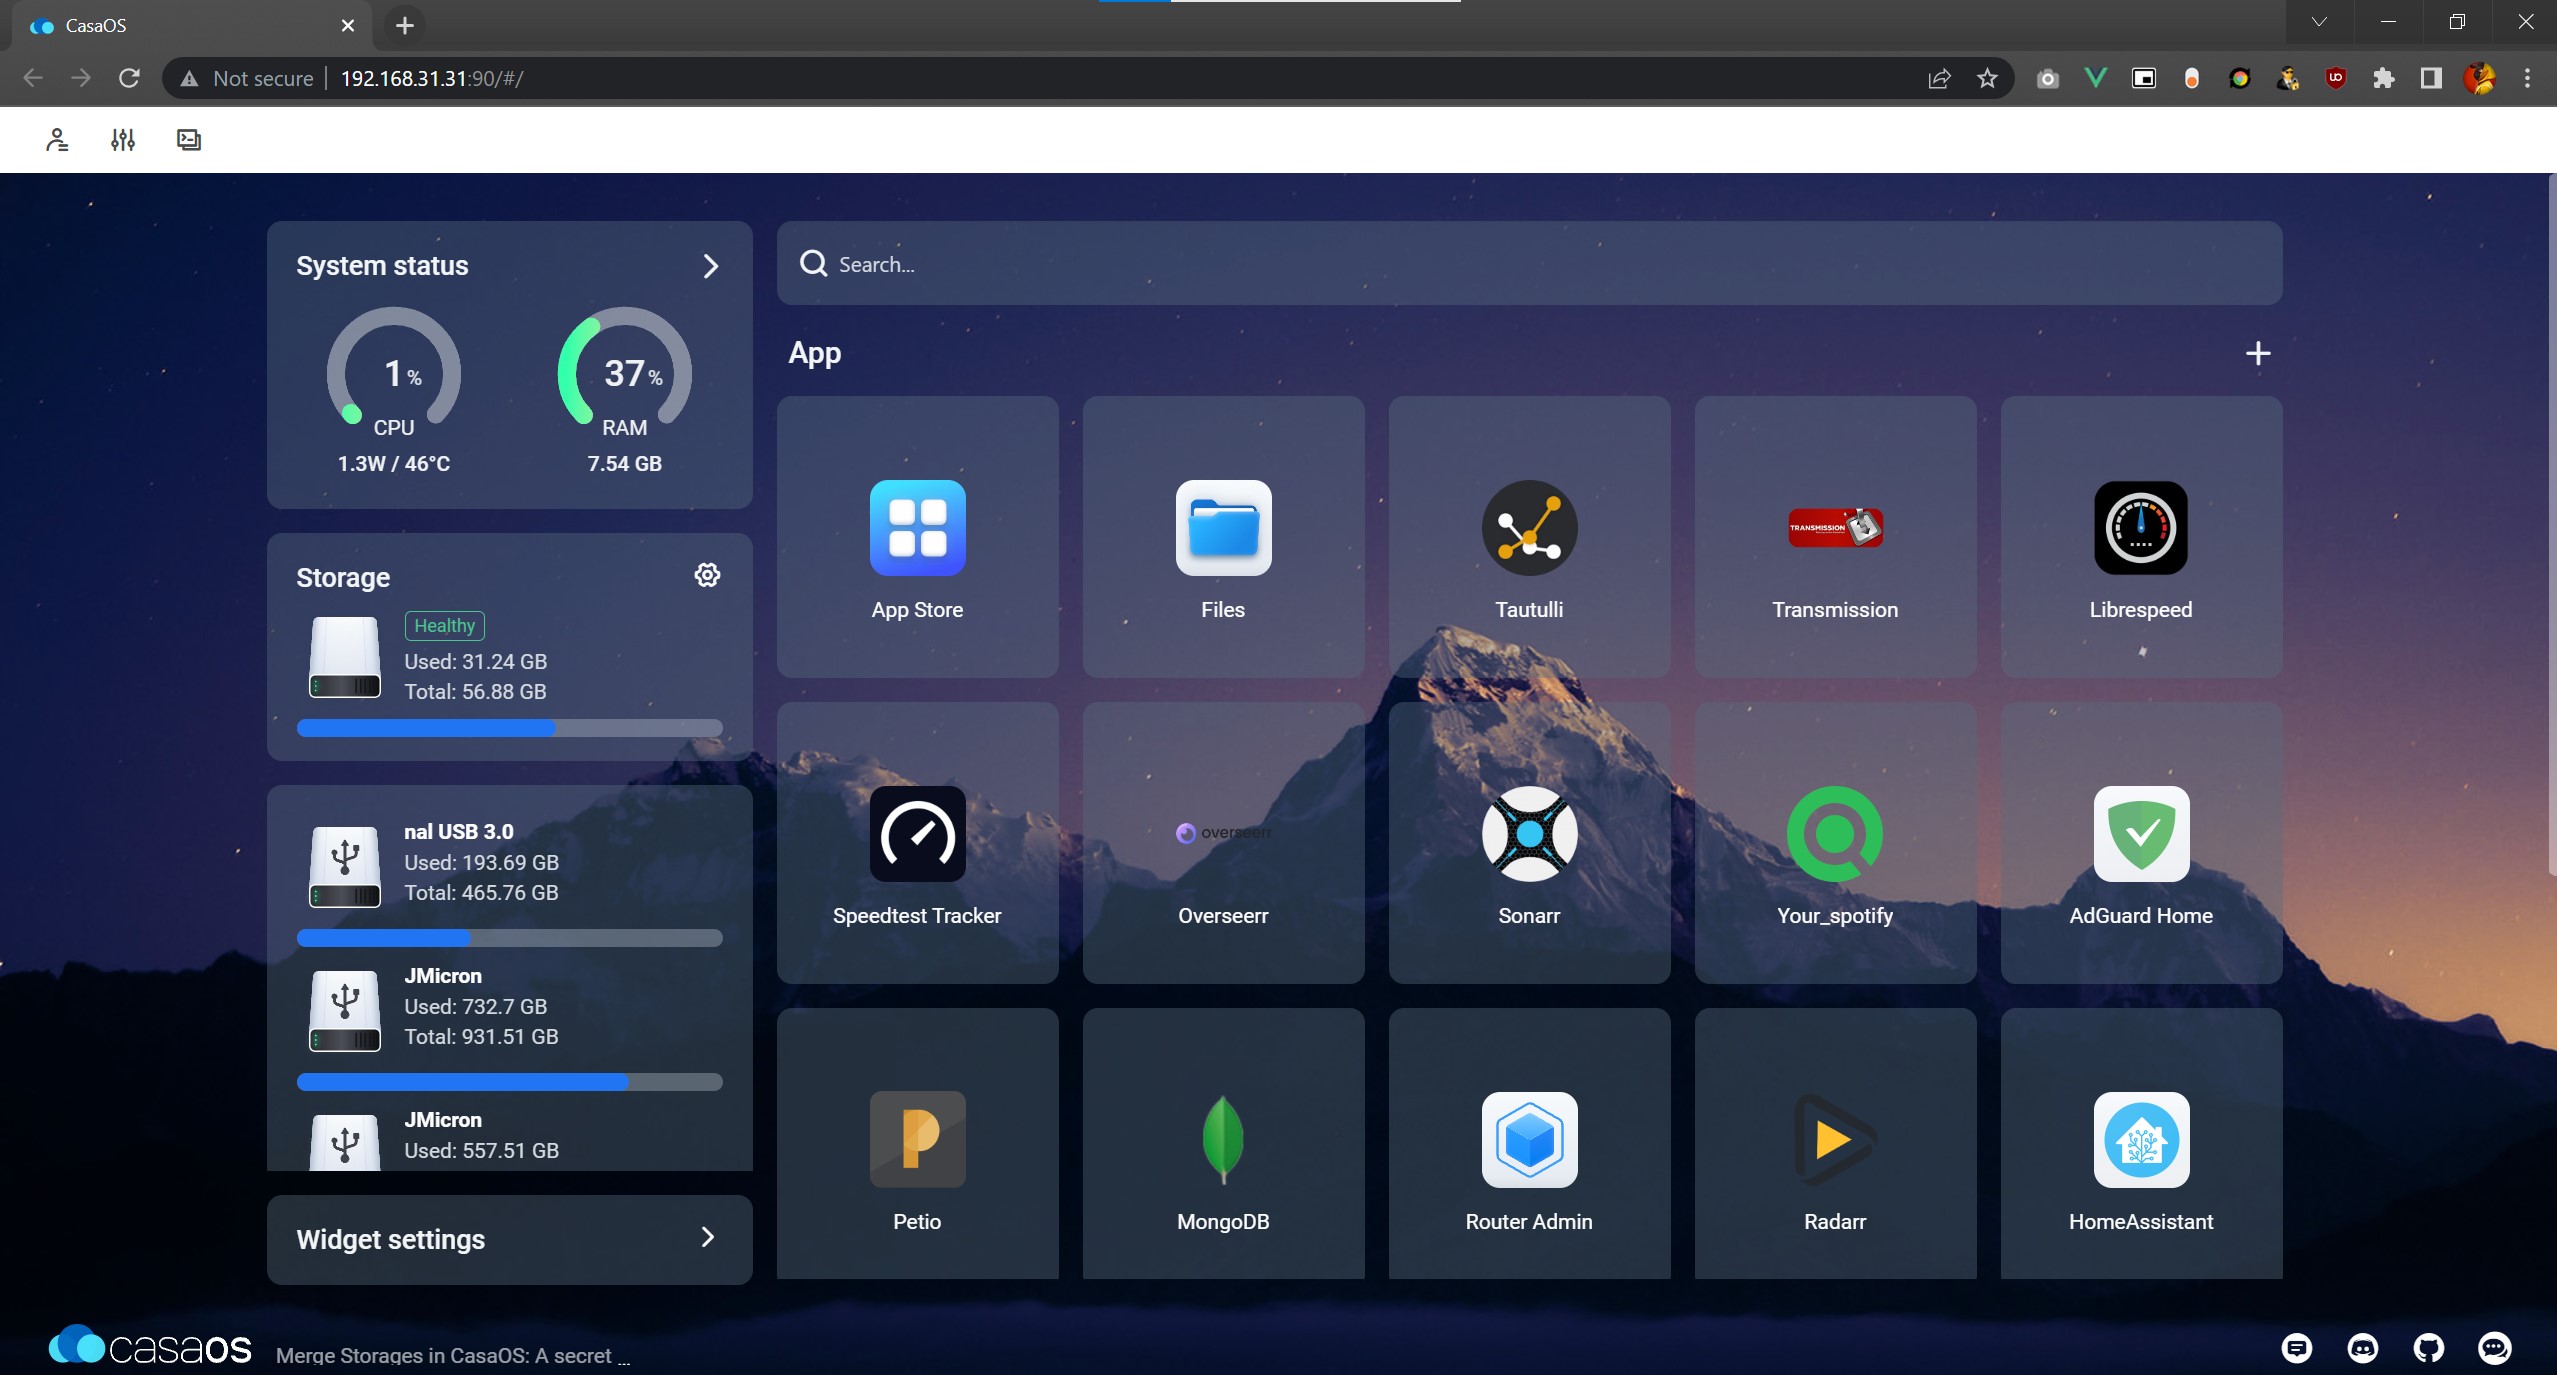 CasaOS
Not secure
192.168.31.31:90/#/
System status
1%
CPU
1.3W / 46°C
37%
RAM
7.54 GB
Storage
Healthy
Used: 31.24 GB
Total: 56.88 GB
nal USB 3.0
Used: 193.69 GB
Total: 465.76 GB
JMicron
Used: 732.7 GB
Total: 931.51 GB
JMicron
Used: 557.51 GB
Widget settings
Search...
App
App Store
Files
Tautulli
TRANSMISSION
Transmission
Librespeed
Speedtest Tracker
overseerr
Overseerr
Sonarr
Your_spotify
AdGuard Home
Petio
MongoDB
Router Admin
Radarr
HomeAssistant
casaos
Merge Storages in CasaOS: A secret ...